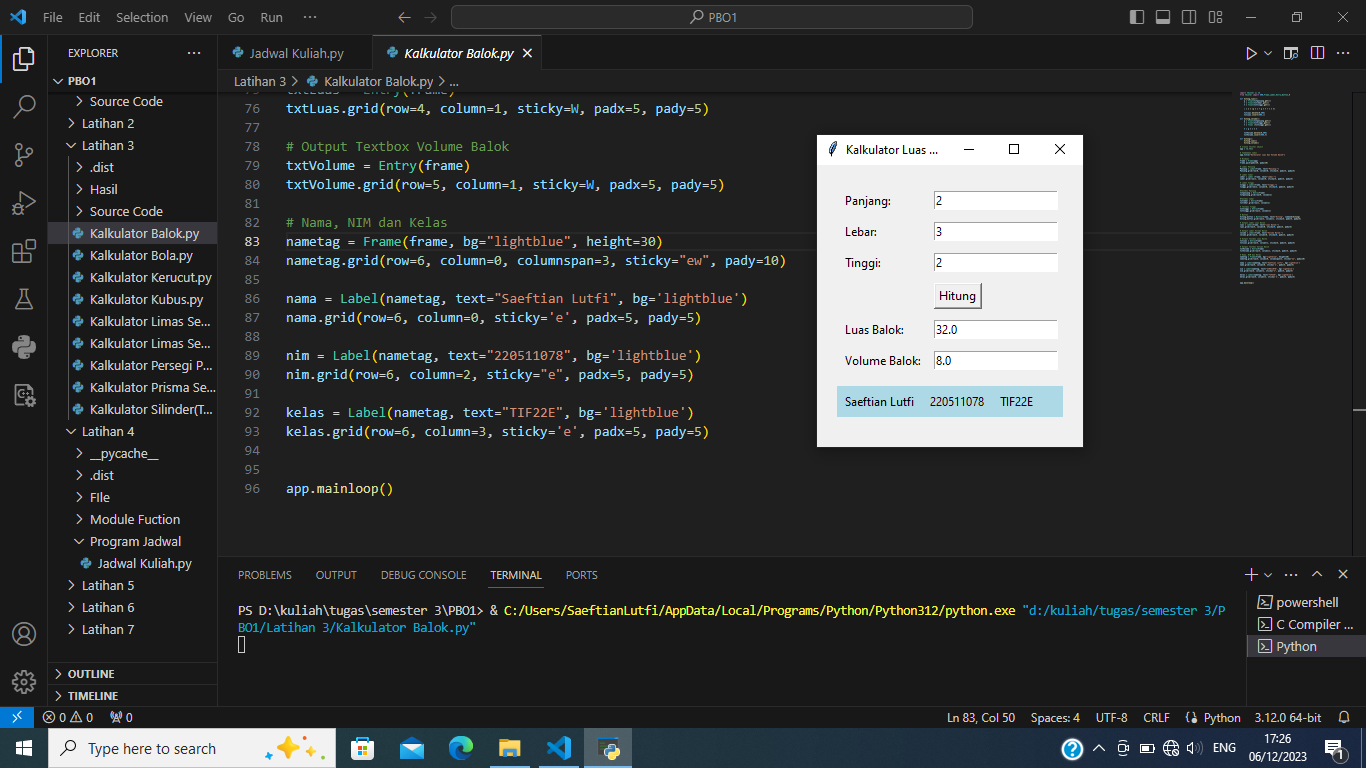 File Edit Selection View Go Run ··· PBO1
EXPLORER ···
PBO1
Source Code
Latihan 2
Latihan 3
.dist
Hasil
Source Code
Kalkulator Balok.py
Kalkulator Bola.py
Kalkulator Kerucut.py
Kalkulator Kubus.py
Kalkulator Limas Se...
Kalkulator Limas Se...
Kalkulator Persegi P...
Kalkulator Prisma Se...
Kalkulator Silinder(T...
Latihan 4
__pycache__
.dist
FIle
Module Fuction
Program Jadwal
Jadwal Kuliah.py
Latihan 5
Latihan 6
Latihan 7
OUTLINE
TIMELINE
Jadwal Kuliah.py Kalkulator Balok.py
Latihan 3 > Kalkulator Balok.py > ...
75 txtLuas = Entry(frame)
76 txtLuas.grid(row=4, column=1, sticky=W, padx=5, pady=5)
77
78 # Output Textbox Volume Balok
79 txtVolume = Entry(frame)
80 txtVolume.grid(row=5, column=1, sticky=W, padx=5, pady=5)
81
82 # Nama, NIM dan Kelas
83 nametag = Frame(frame, bg="lightblue", height=30)
84 nametag.grid(row=6, column=0, columnspan=3, sticky="ew", pady=10)
85
86 nama = Label(nametag, text="Saeftian Lutfi", bg='lightblue')
87 nama.grid(row=6, column=0, sticky='e', padx=5, pady=5)
88
89 nim = Label(nametag, text="220511078", bg='lightblue')
90 nim.grid(row=6, column=2, sticky="e", padx=5, pady=5)
91
92 kelas = Label(nametag, text="TIF22E", bg='lightblue')
93 kelas.grid(row=6, column=3, sticky='e', padx=5, pady=5)
94
95
96 app.mainloop()
Kalkulator Luas ...
Panjang: 2
Lebar: 3
Tinggi: 2
Hitung
Luas Balok: 32.0
Volume Balok: 8.0
Saeftian Lutfi 220511078 TIF22E
PROBLEMS OUTPUT DEBUG CONSOLE TERMINAL PORTS
PS D:\kuliah\tugas\semester 3\PBO1> & C:/Users/SaeftianLutfi/AppData/Local/Programs/Python/Python312/python.exe "d:/kuliah/tugas/semester 3/P
BO1/Latihan 3/Kalkulator Balok.py"
powershell
C Compiler ...
Python
0 0 0 Ln 83, Col 50 Spaces: 4 UTF-8 CRLF Python 3.12.0 64-bit
Type here to search ENG 17:26
06/12/2023 1